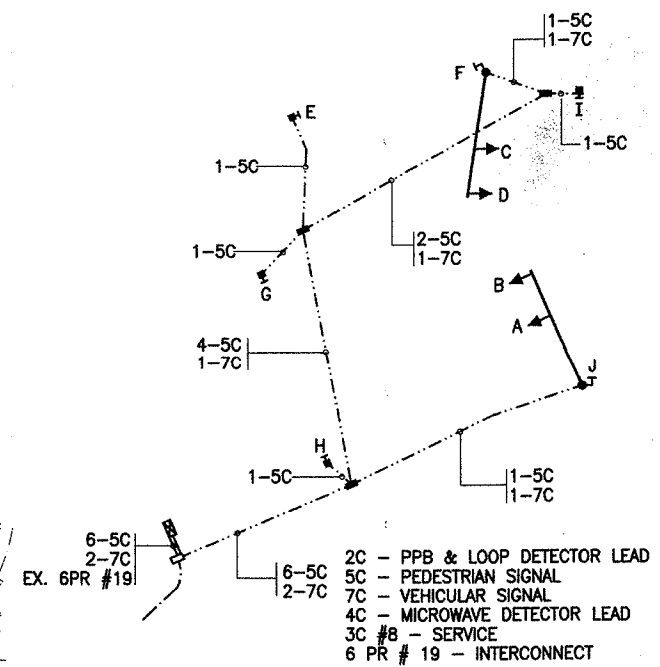 1-5C
1-7C
F
I
E
1-5C
C
1-5C
D
1-5C
2-5C
1-7C
G
B
A
4-5C
1-7C
J
H
1-5C
1-5C
1-7C
6-5C
2-7C
EX. 6PR #19
6-5C
2-7C
2C - PPB & LOOP DETECTOR LEAD
5C - PEDESTRIAN SIGNAL
7C - VEHICULAR SIGNAL
4C - MICROWAVE DETECTOR LEAD
3C #8 - SERVICE
6 PR # 19 - INTERCONNECT